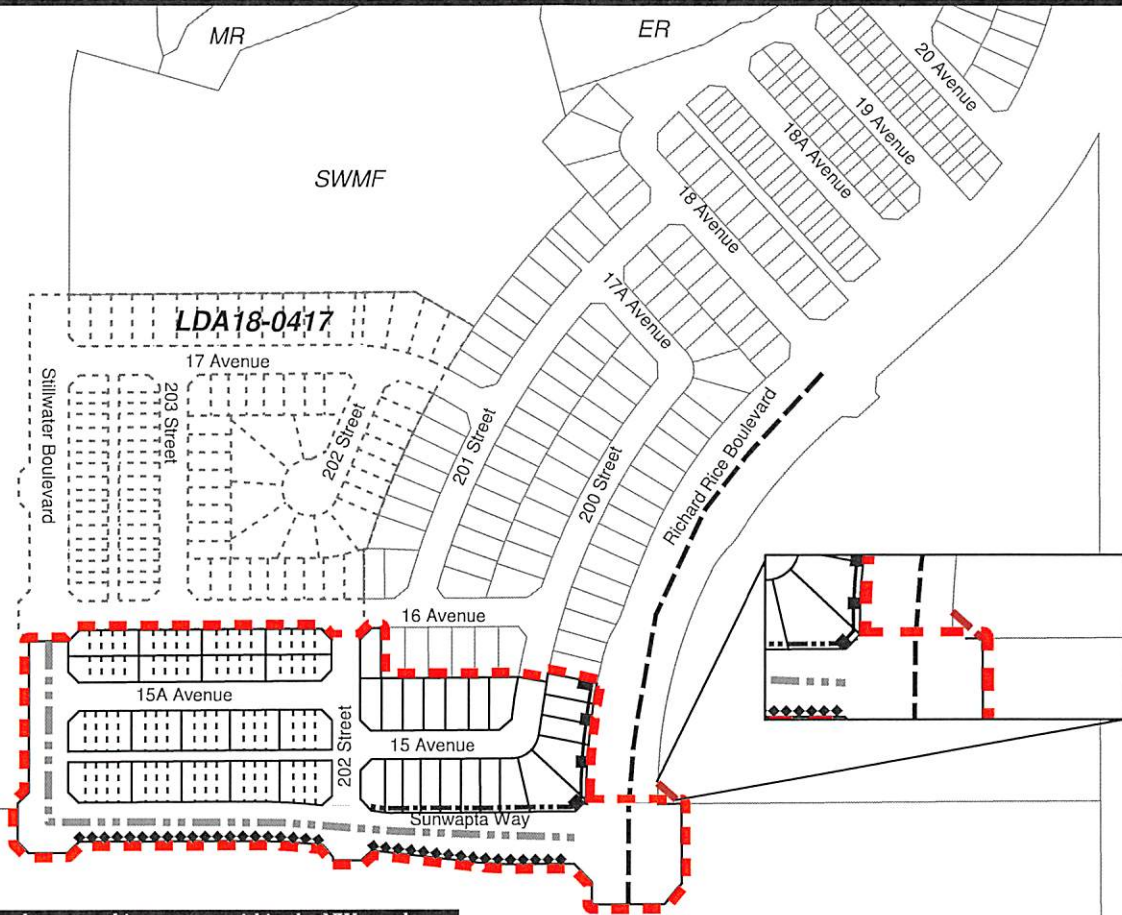 MR
ER
20 Avenue
19 Avenue
18A Avenue
SWMF
18 Avenue
17A Avenue
LDA18-0417
17 Avenue
Stillwater Boulevard
203 Street
202 Street
201 Street
200 Street
Richard Rice Boulevard
16 Avenue
15A Avenue
202 Street
15 Avenue
Sunwapta Way